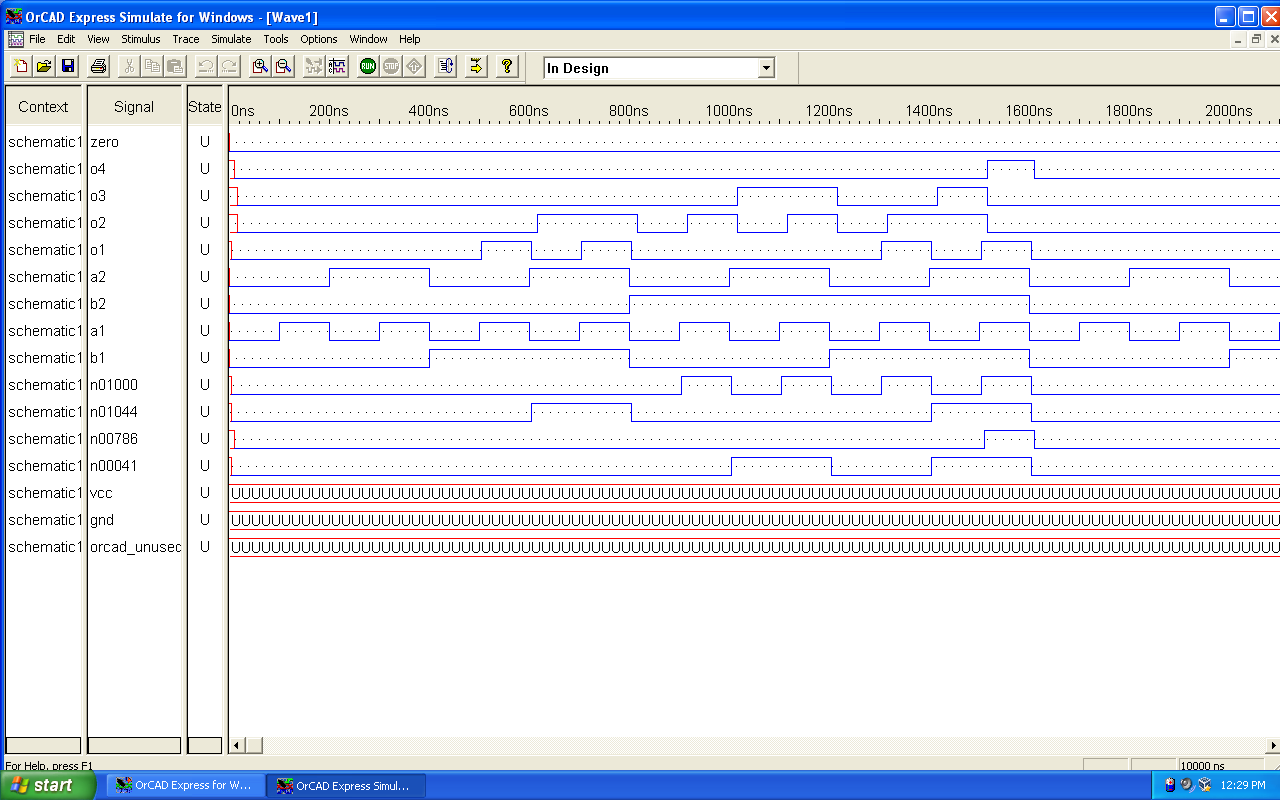 OrCAD Express Simulate for Windows - [Wave1]
File Edit View Stimulus Trace Simulate Tools Options Window Help
RUN STOP In Design
Context Signal State 0ns 200ns 400ns 600ns 800ns 1000ns 1200ns 1400ns 1600ns 1800ns 2000ns
schematic1 zero U
schematic1 o4 U
schematic1 o3 U
schematic1 o2 U
schematic1 o1 U
schematic1 a2 U
schematic1 b2 U
schematic1 a1 U
schematic1 b1 U
schematic1 n01000 U
schematic1 n01044 U
schematic1 n00786 U
schematic1 n00041 U
schematic1 vcc U
schematic1 gnd U
schematic1 orcad_unused U
For Help, press F1
10000 ns
start OrCAD Express for W... OrCAD Express Simul... 12:29 PM